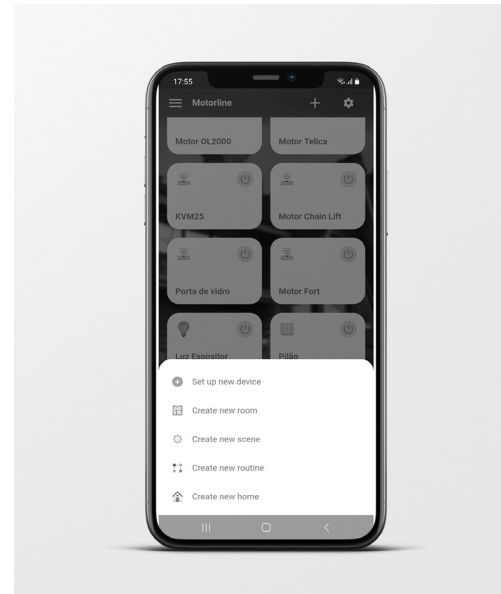 17:55
Motorline
Motor OL2000
Motor Telica
KVM25
Motor Chain Lift
Porta de vidro
Motor Fort
Luz Expositor
Pilão
Set up new device
Create new room
Create new scene
Create new routine
Create new home